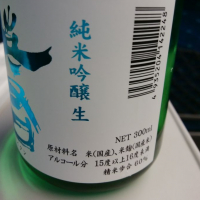 純米吟醸 生
4935204142248
NET 300ml
原材料名 米(国産)、米麹(国産米)
アルコール分 15度以上16度未満
精米歩合 60%